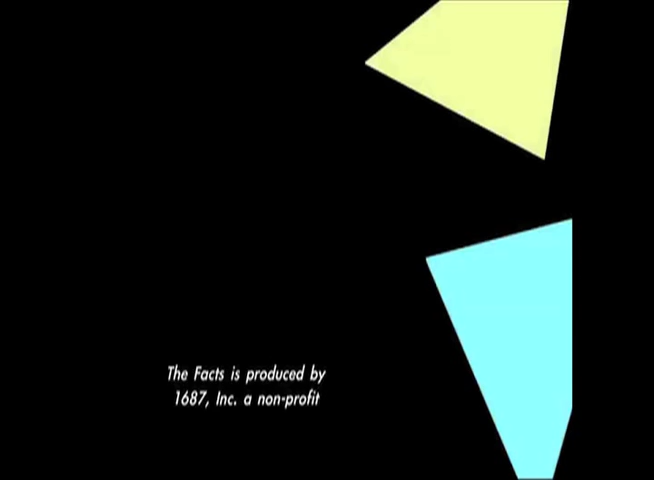 The Facts is produced by
1687, Inc. a non-profit